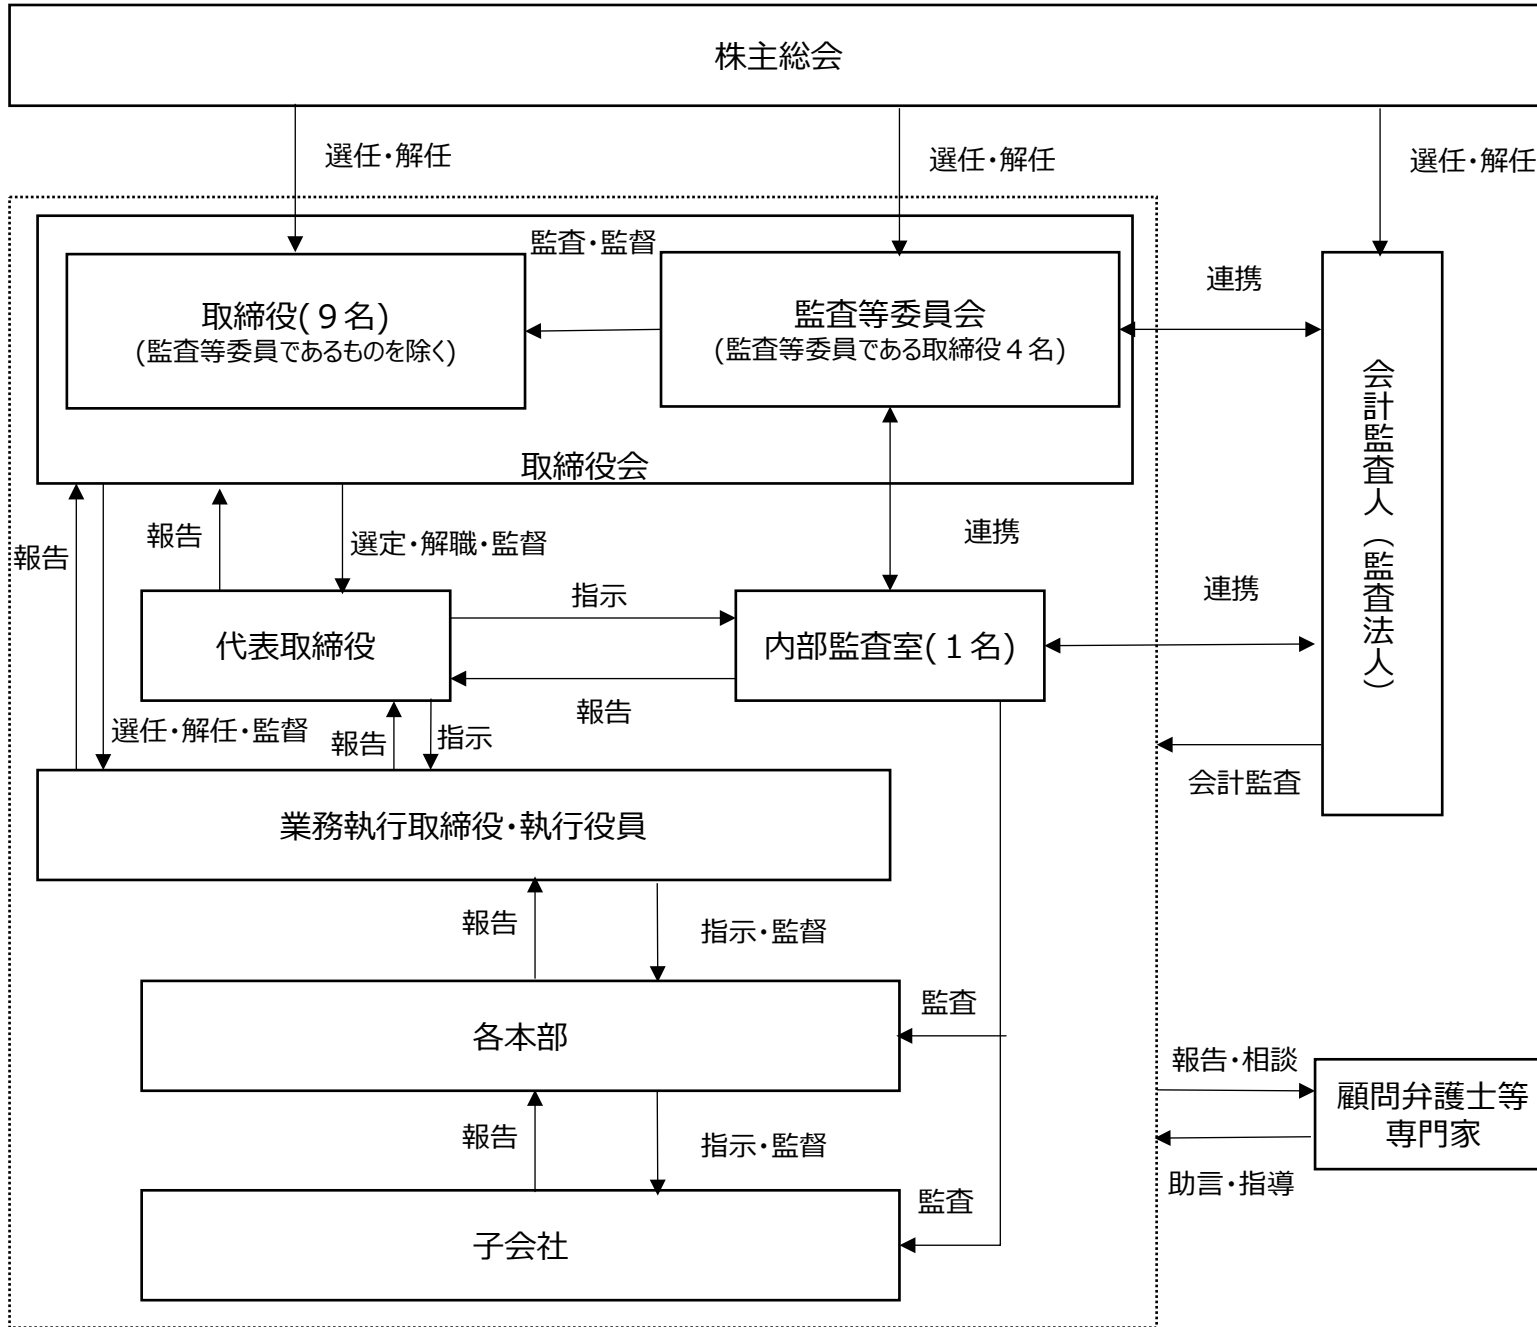 株主総会
選任・解任
選任・解任
選任・解任
監査・監督
取締役(９名)
(監査等委員であるものを除く)
監査等委員会
(監査等委員である取締役４名)
連携
会計監査人（監査法人）
取締役会
報告
報告
選定・解職・監督
連携
指示
連携
代表取締役
内部監査室(１名)
報告
選任・解任・監督
報告
指示
会計監査
業務執行取締役・執行役員
報告
指示・監督
監査
各本部
報告・相談
顧問弁護士等
専門家
報告
指示・監督
助言・指導
監査
子会社